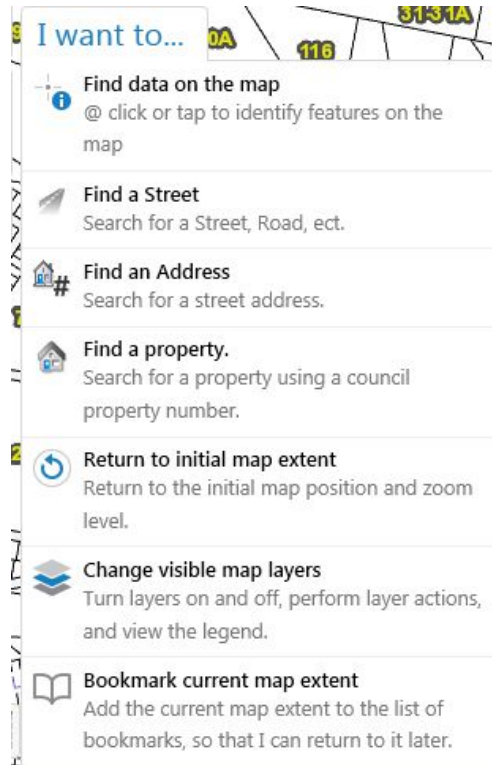 31-31A
I want to...
0A
116
Find data on the map
@ click or tap to identify features on the
map
Find a Street
Search for a Street, Road, ect.
#
Find an Address
Search for a street address.
Find a property.
Search for a property using a council
property number.
Return to initial map extent
Return to the initial map position and zoom
level.
Change visible map layers
Turn layers on and off, perform layer actions,
and view the legend.
Bookmark current map extent
Add the current map extent to the list of
bookmarks, so that I can return to it later.